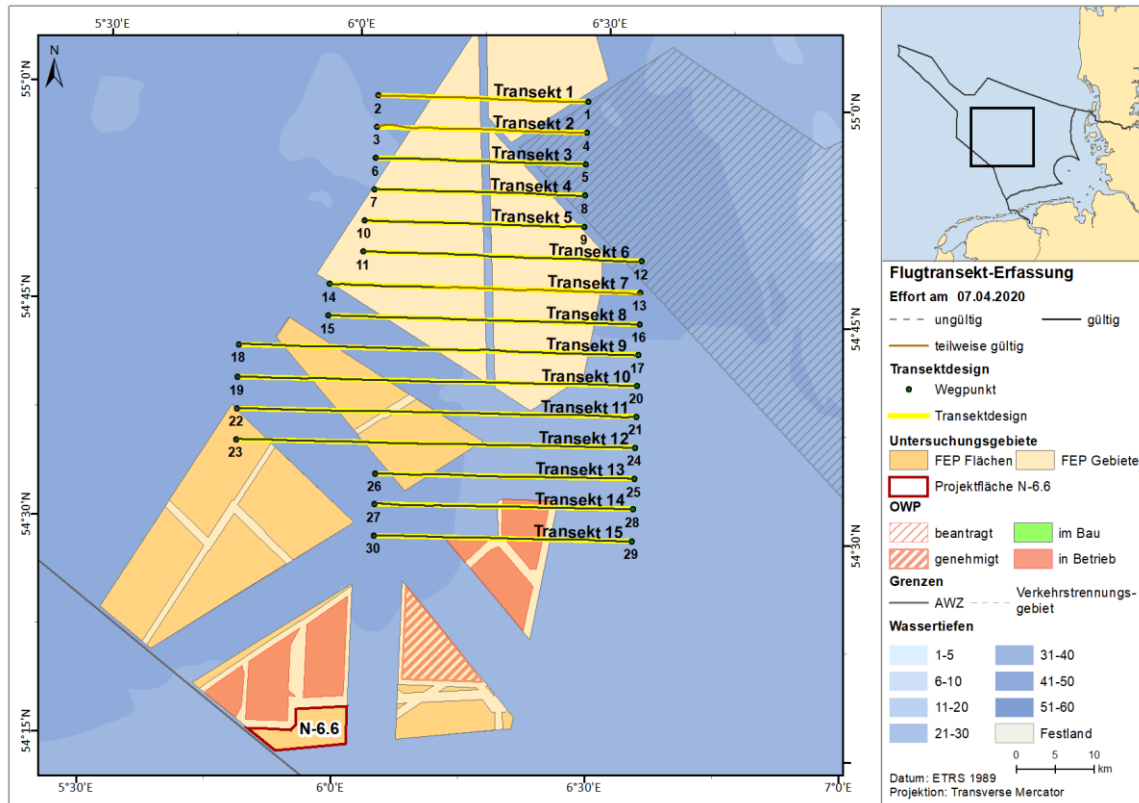 5°30'E 6°0'E 6°30'E
N
55°0'N
54°45'N
54°30'N
54°15'N
55°0'N
54°45'N
54°30'N
Transekt 1
2 1
Transekt 2
3 4
Transekt 3
6 5
Transekt 4
7 8
Transekt 5
10 9
Transekt 6
11 12
Transekt 7
14 13
Transekt 8
15 16
Transekt 9
18 17
Transekt 10
19 20
Transekt 11
22 21
Transekt 12
23 24
Transekt 13
26 25
Transekt 14
27 28
Transekt 15
30 29
N-6.6
5°30'E 6°0'E 6°30'E 7°0'E
Flugtransekt-Erfassung
Effort am 07.04.2020
ungültig gültig
teilweise gültig
Transektdesign
Wegpunkt
Transektdesign
Untersuchungsgebiete
FEP Flächen FEP Gebiete
Projektfläche N-6.6
OWP
beantragt im Bau
genehmigt in Betrieb
Grenzen
AWZ Verkehrstrennungs-
gebiet
Wassertiefen
1-5 31-40
6-10 41-50
11-20 51-60
21-30 Festland
0 5 10
km
Datum: ETRS 1989
Projektion: Transverse Mercator